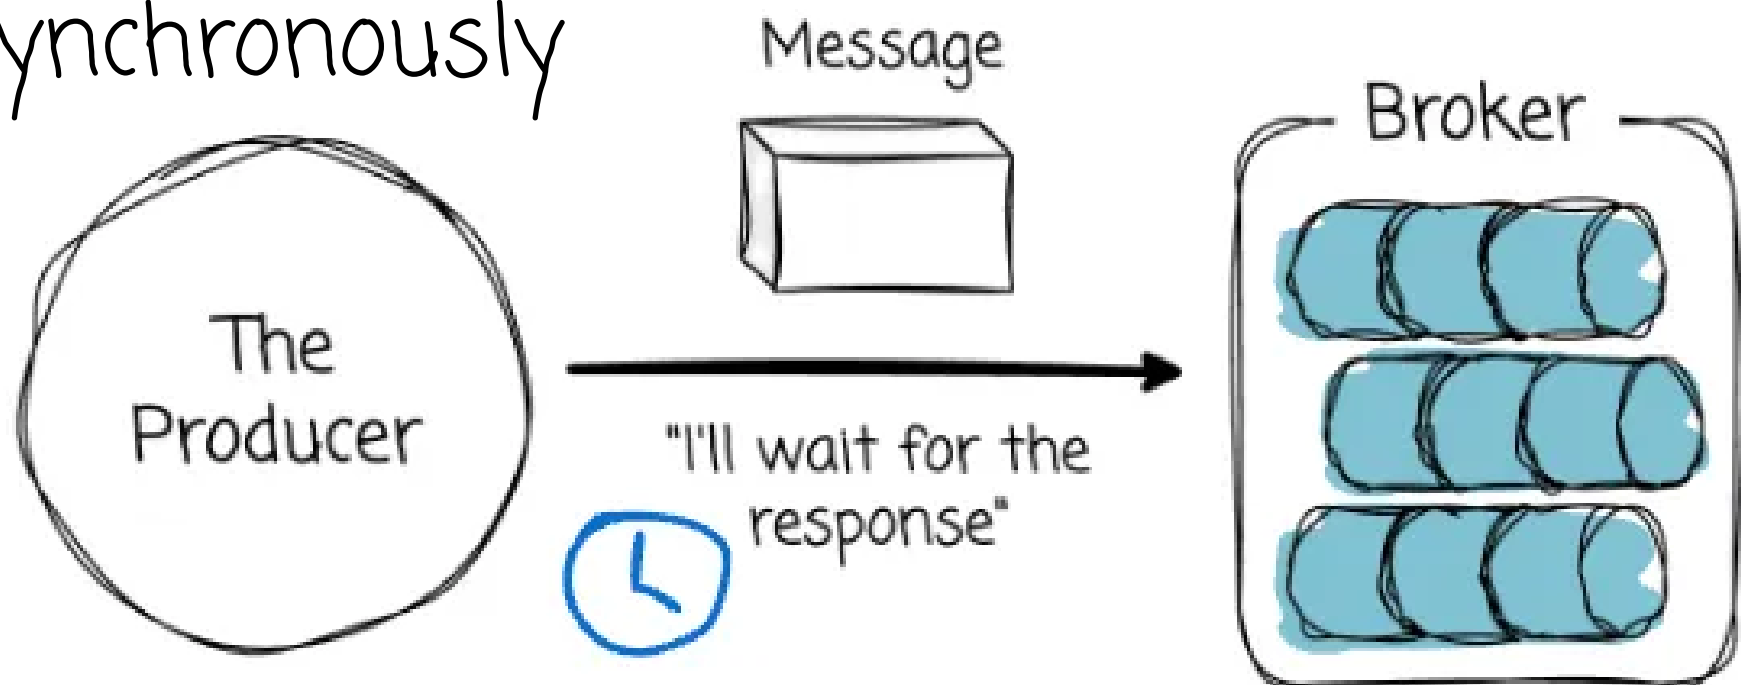 ynchronously
Message
Broker
The
Producer
"I'll wait for the
response"